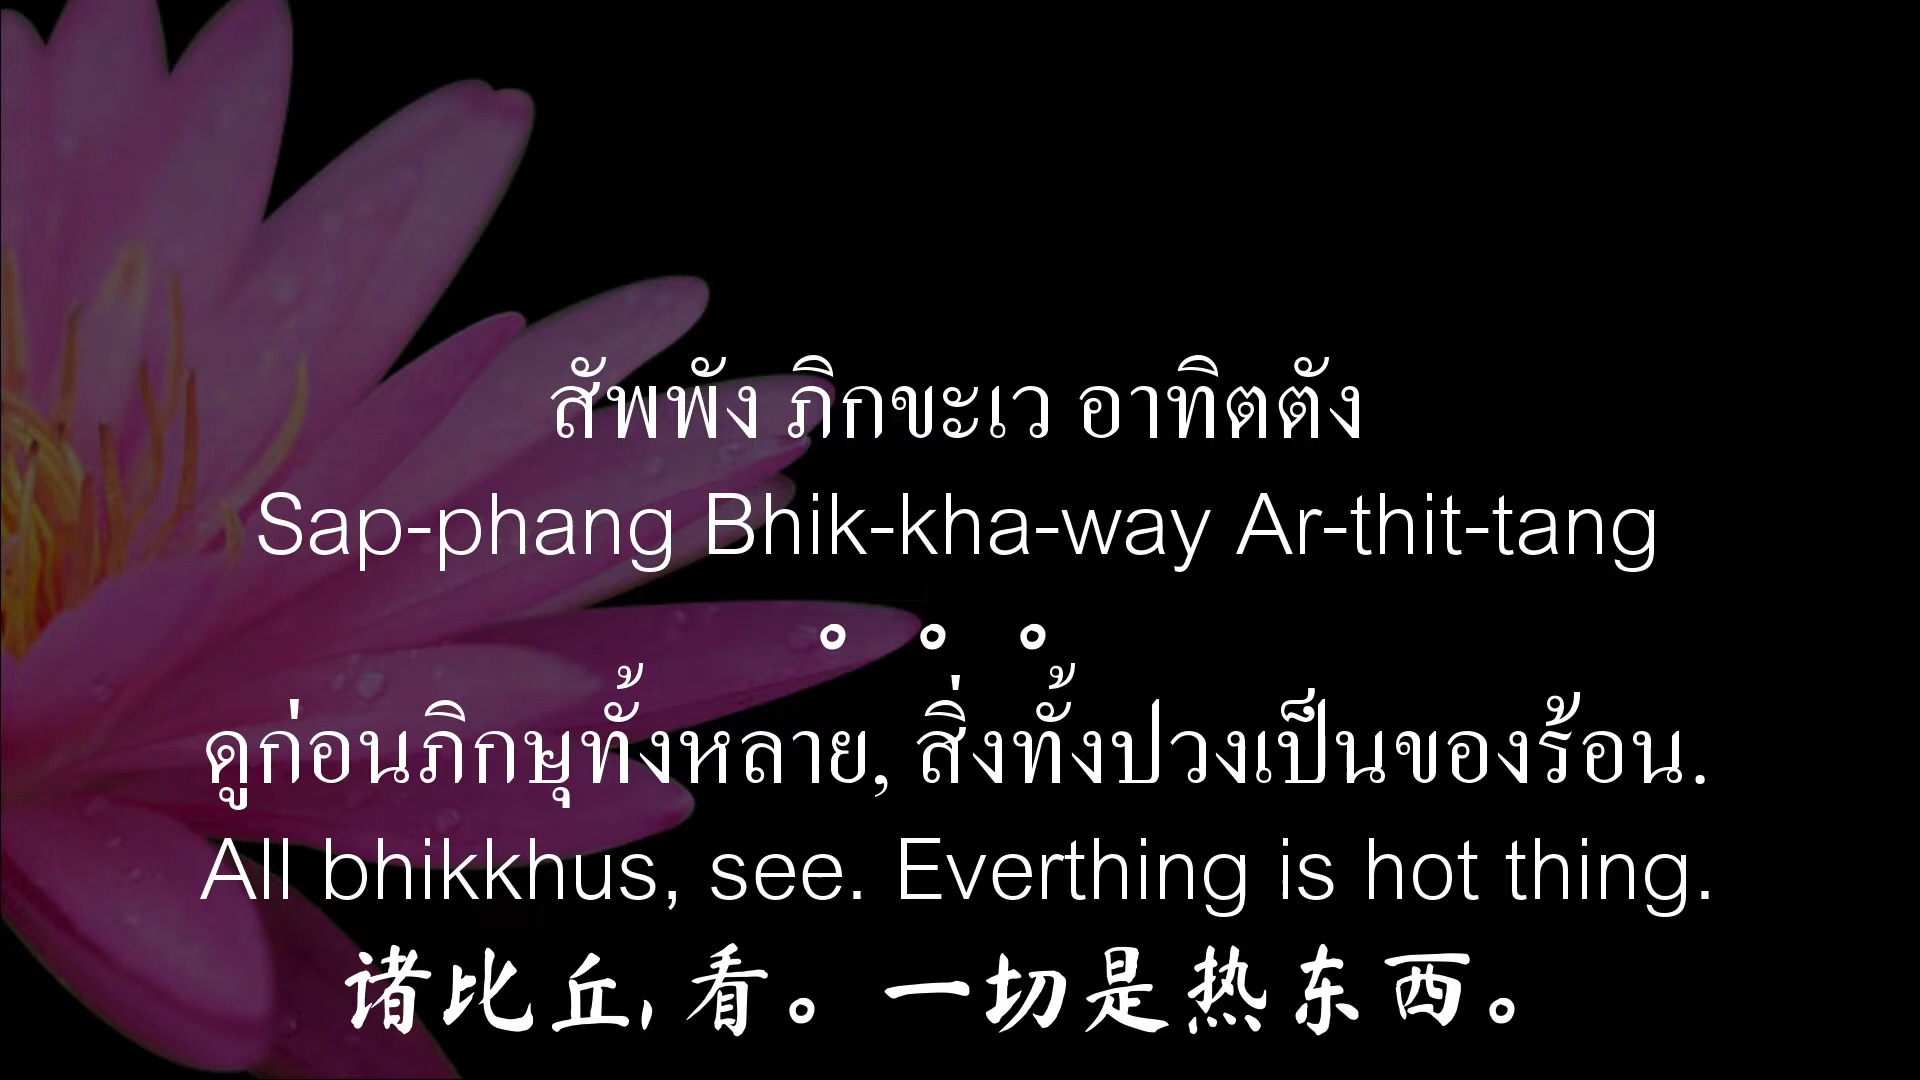 สัพพัง ภิกขะเว อาทิตตัง
Sap-phang Bhik-kha-way Ar-thit-tang
。。。
ดูก่อนภิกษุทั้งหลาย, สิ่งทั้งปวงเป็นของร้อน.
All bhikkhus, see. Everthing is hot thing.
诸比丘,看。一切是热东西。